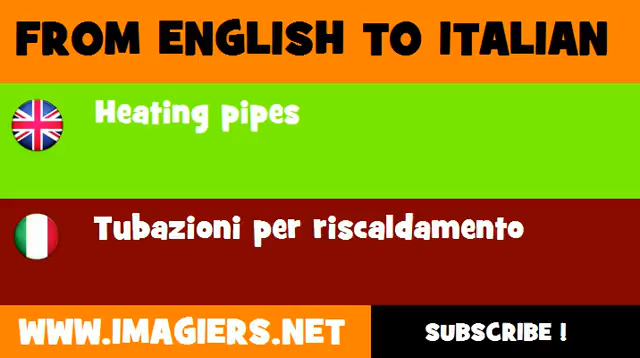 FROM ENGLISH TO ITALIAN
Heating pipes
Tubazioni per riscaldamento
WWW.IMAGIERS.NET
SUBSCRIBE !